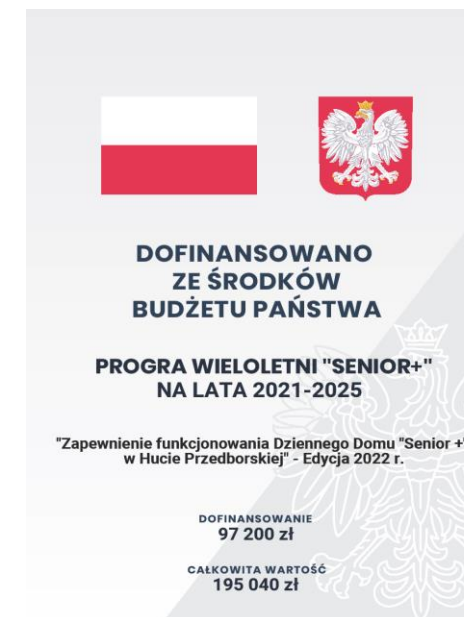 DOFINANSOWANO
ZE ŚRODKÓW
BUDŻETU PAŃSTWA
PROGRA WIELOLETNI "SENIOR+"
NA LATA 2021-2025
"Zapewnienie funkcjonowania Dziennego Domu "Senior +"
w Hucie Przedborskiej" - Edycja 2022 r.
DOFINANSOWANIE
97 200 zł
CAŁKOWITA WARTOŚĆ
195 040 zł